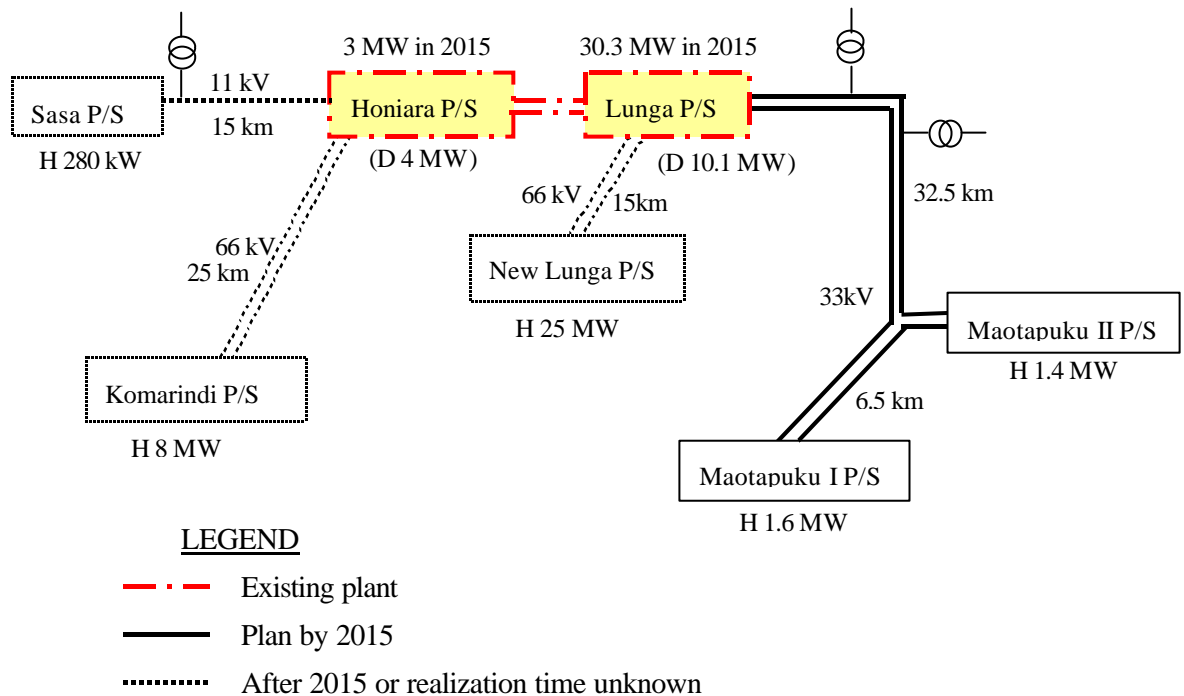 3 MW in 2015
30.3 MW in 2015
11 kV
Sasa P/S
15 km
Honiara P/S
Lunga P/S
H 280 kW
(D 4 MW)
(D 10.1 MW)
32.5 km
66 kV
15km
66 kV
25 km
New Lunga P/S
33kV
H 25 MW
Maotapuku II P/S
H 1.4 MW
Komarindi P/S
6.5 km
H 8 MW
Maotapuku I P/S
H 1.6 MW
LEGEND
Existing plant
Plan by 2015
After 2015 or realization time unknown